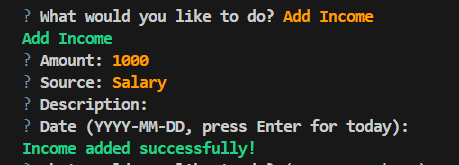 ? What would you like to do? Add Income
Add Income
? Amount: 1000
? Source: Salary
? Description:
? Date (YYYY-MM-DD, press Enter for today):
Income added successfully!